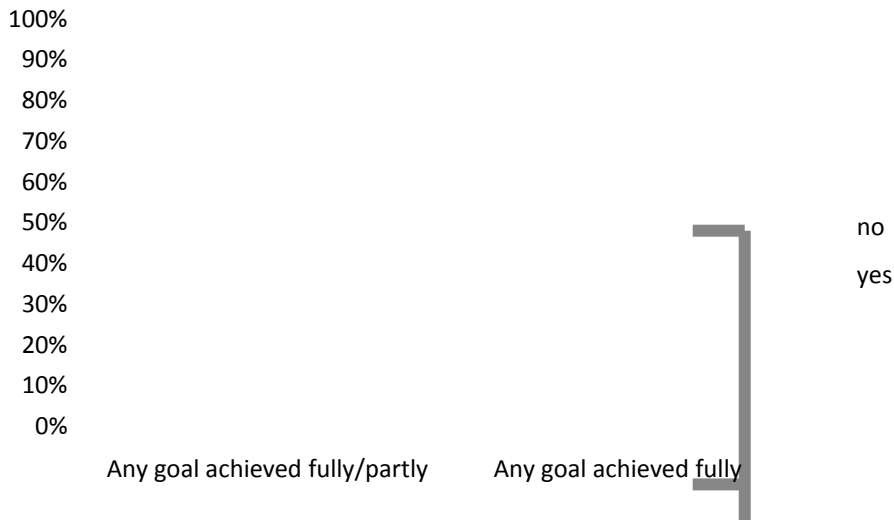 100%
90%
80%
70%
60%
50%
no
40%
yes
30%
20%
10%
0%
Any goal achieved fully/partly
Any goal achieved fully